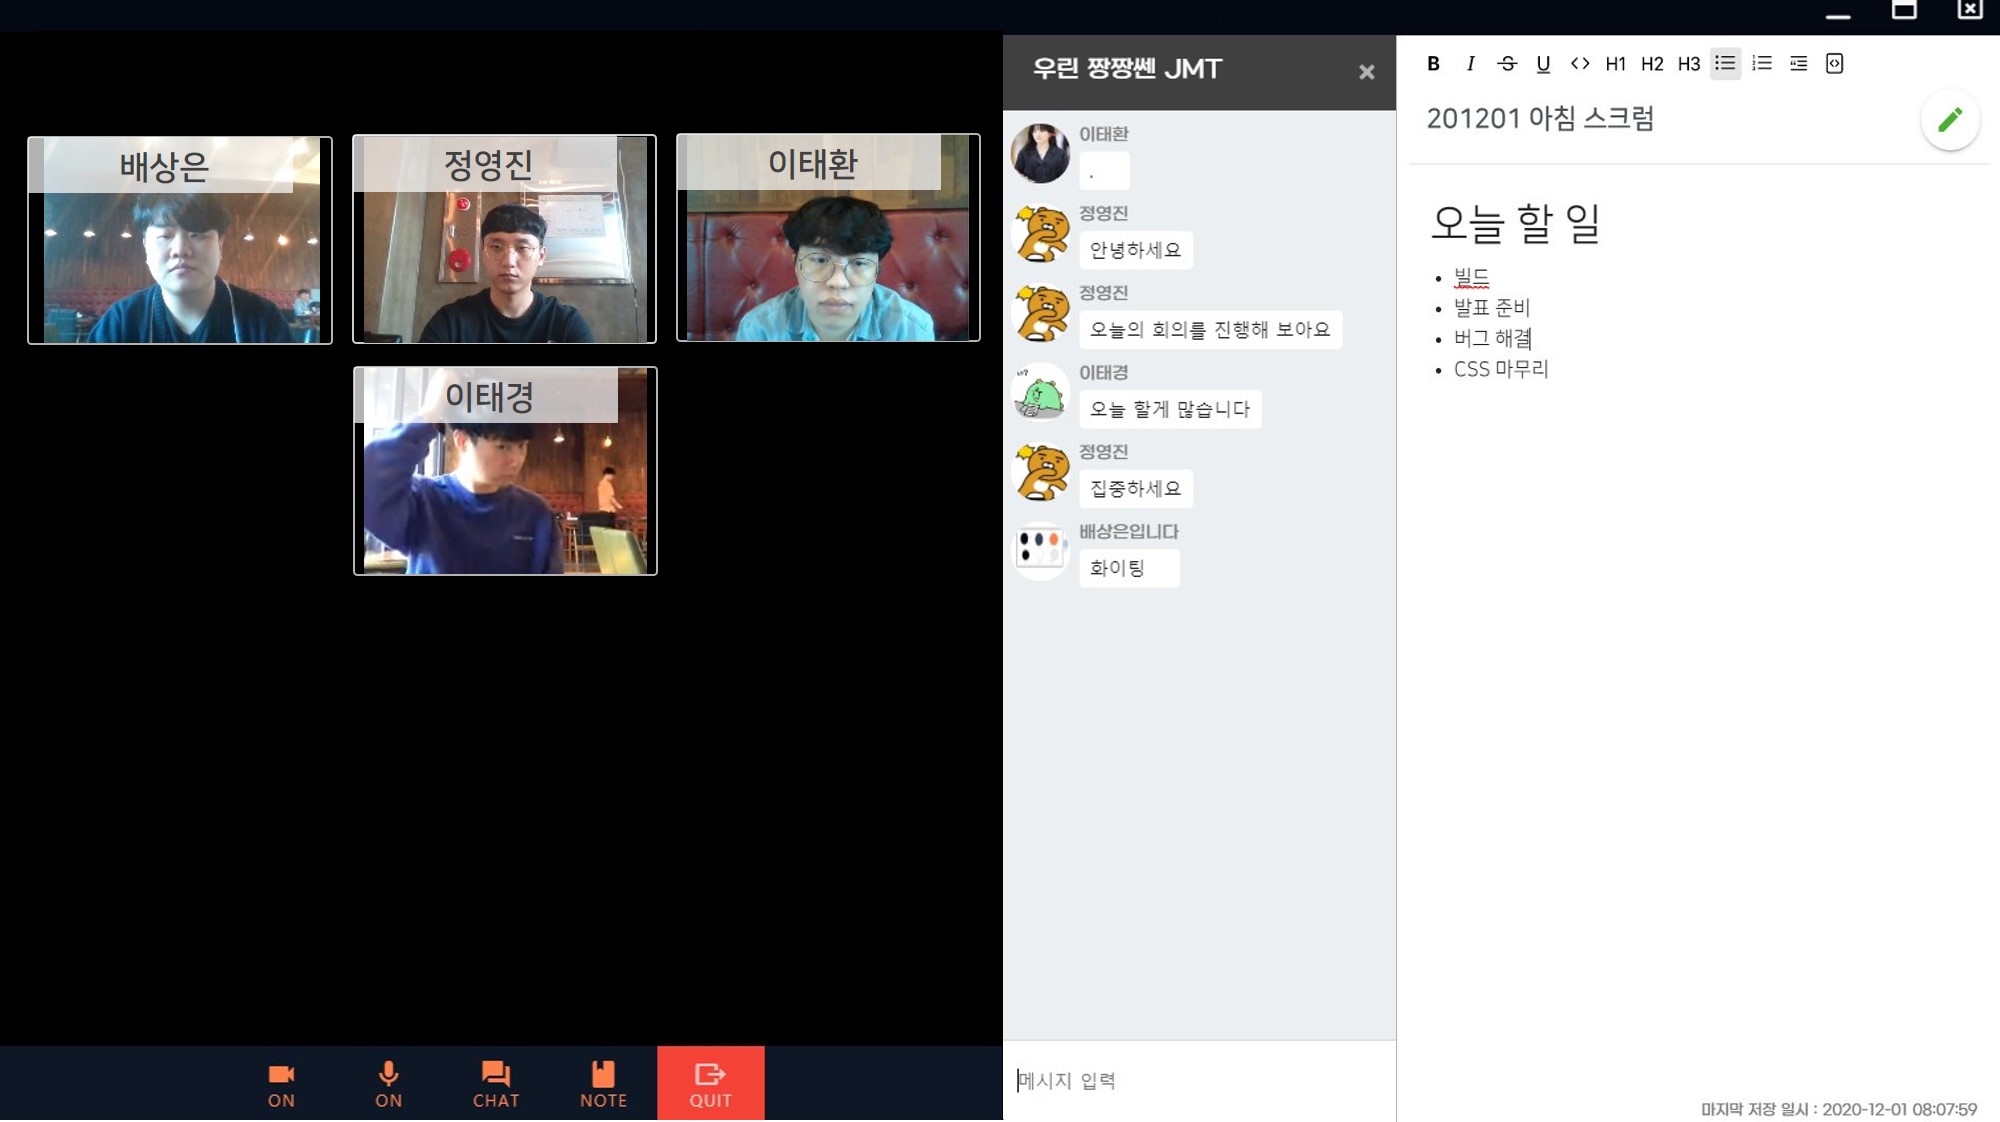 배상은
정영진
이태환
이태경
ON
ON
CHAT
NOTE
QUIT
우린 짱짱쎈 JMT
이태환
.
정영진
안녕하세요
정영진
오늘의 회의를 진행해 보아요
이태경
오늘 할게 많습니다
정영진
집중하세요
배상은입니다
화이팅
메시지 입력
B I S U <> H1 H2 H3
201201 아침 스크럼
오늘 할 일
• 빌드
• 발표 준비
• 버그 해결
• CSS 마무리
마지막 저장 일시 : 2020-12-01 08:07:59